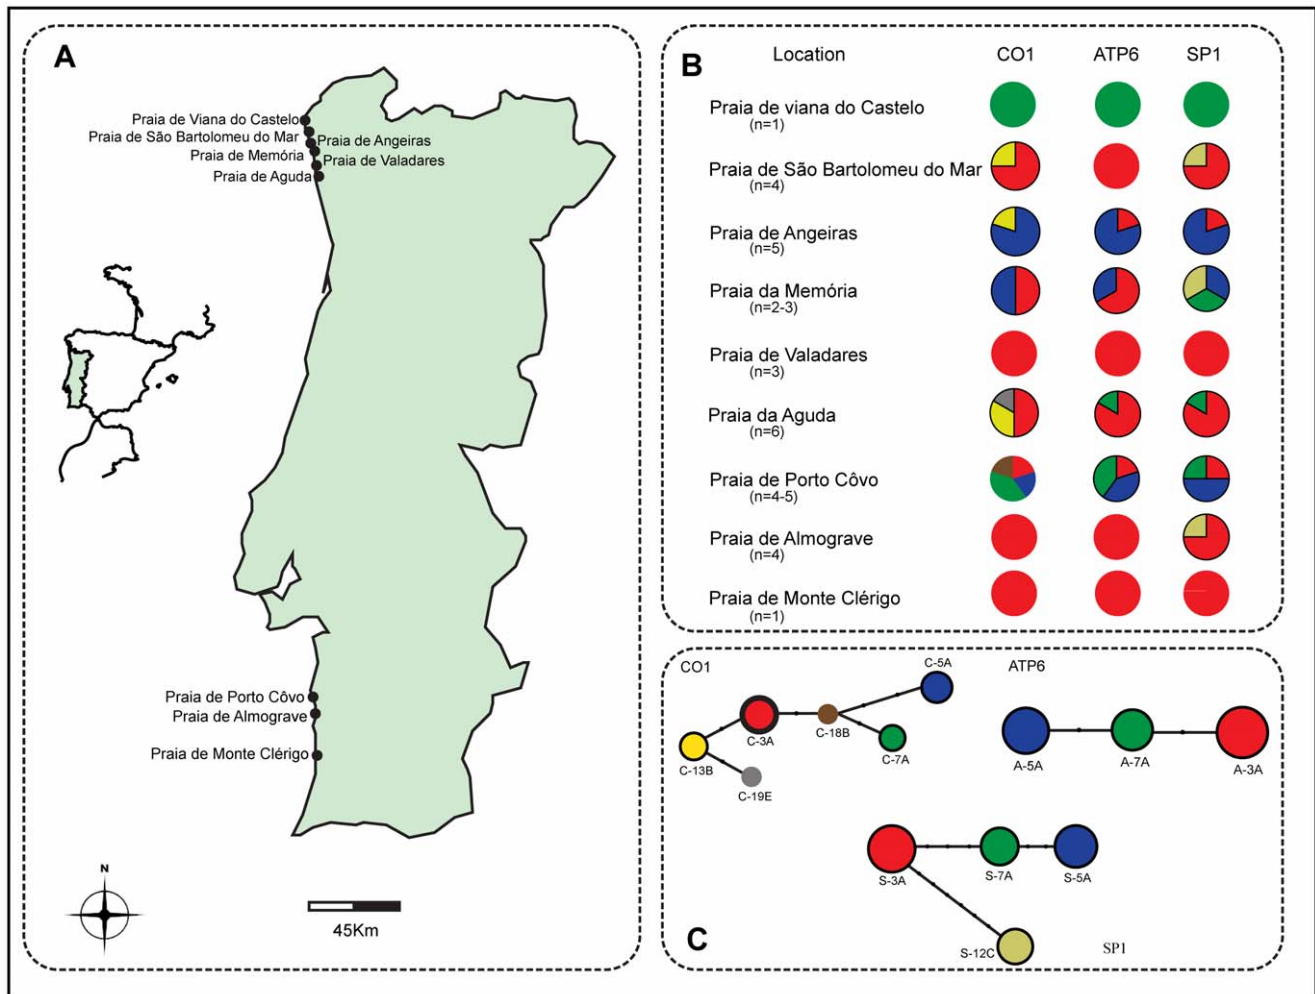 A
Praia de Viana do Castelo
Praia de São Bartolomeu do Mar
Praia de Angeiras
Praia de Memória
Praia de Valadares
Praia de Aguda
Praia de Porto Côvo
Praia de Almograve
Praia de Monte Clérigo
N
45Km
B
Location CO1 ATP6 SP1
Praia de viana do Castelo
(n=1)
Praia de São Bartolomeu do Mar
(n=4)
Praia de Angeiras
(n=5)
Praia da Memória
(n=2-3)
Praia de Valadares
(n=3)
Praia da Aguda
(n=6)
Praia de Porto Côvo
(n=4-5)
Praia de Almograve
(n=4)
Praia de Monte Clérigo
(n=1)
CO1
C-5A
C-3A
C-18B
C-7A
C-13B
C-19E
ATP6
A-5A
A-7A
A-3A
S-3A
S-7A
S-5A
S-12C
SP1
C